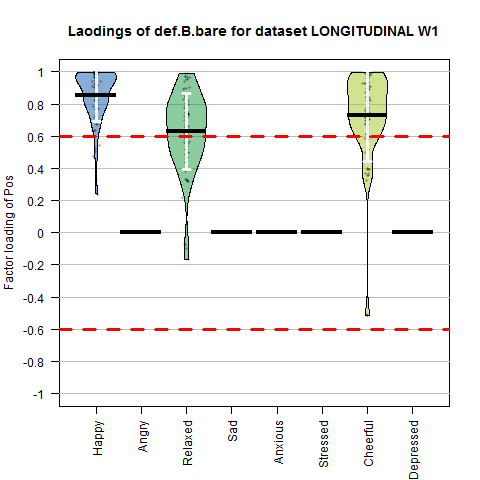 Laodings of def.B.bare for dataset LONGITUDINAL W1
Factor loading of Pos
1
0.8
0.6
0.4
0.2
0
-0.2
-0.4
-0.6
-0.8
-1
Happy
Angry
Relaxed
Sad
Anxious
Stressed
Cheerful
Depressed